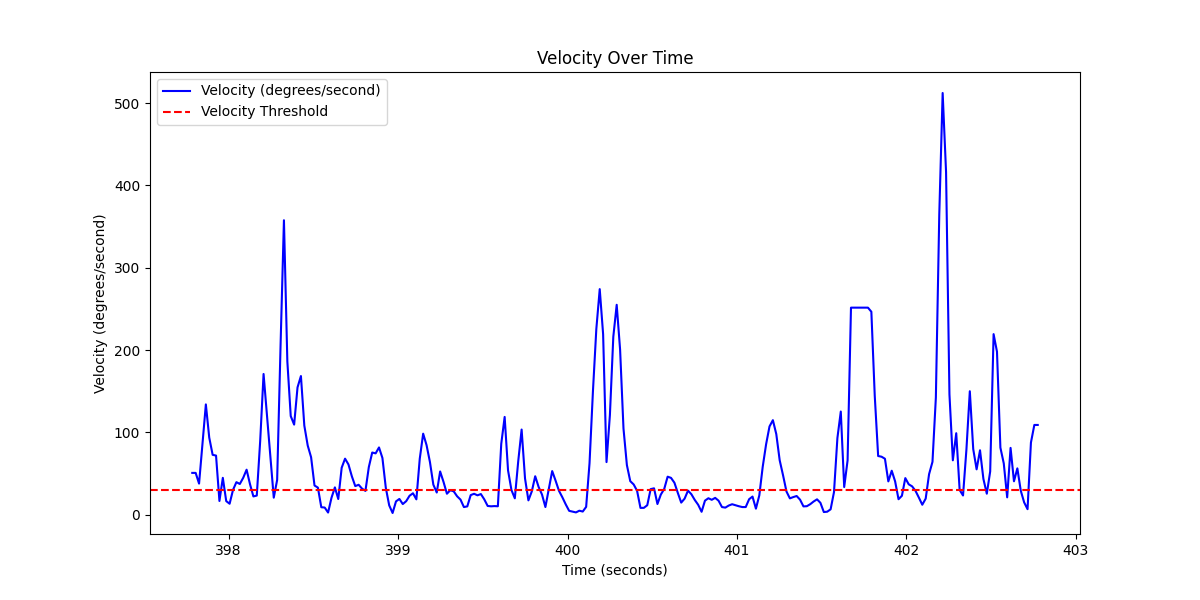 Velocity Over Time
Velocity (degrees/second)
Velocity Threshold
Velocity (degrees/second)
500
400
300
200
100
0
398 399 400 401 402 403
Time (seconds)